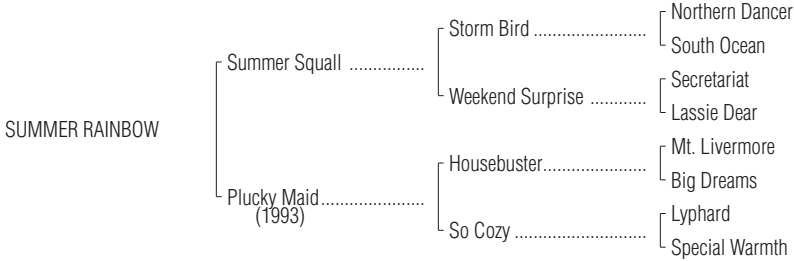 Northern Dancer
Storm Bird ........................
South Ocean
Summer Squall ................
Secretariat
Weekend Surprise ............
Lassie Dear
SUMMER RAINBOW
Mt. Livermore
Housebuster......................
Big Dreams
Plucky Maid......................
(1993)
Lyphard
So Cozy ............................
Special Warmth